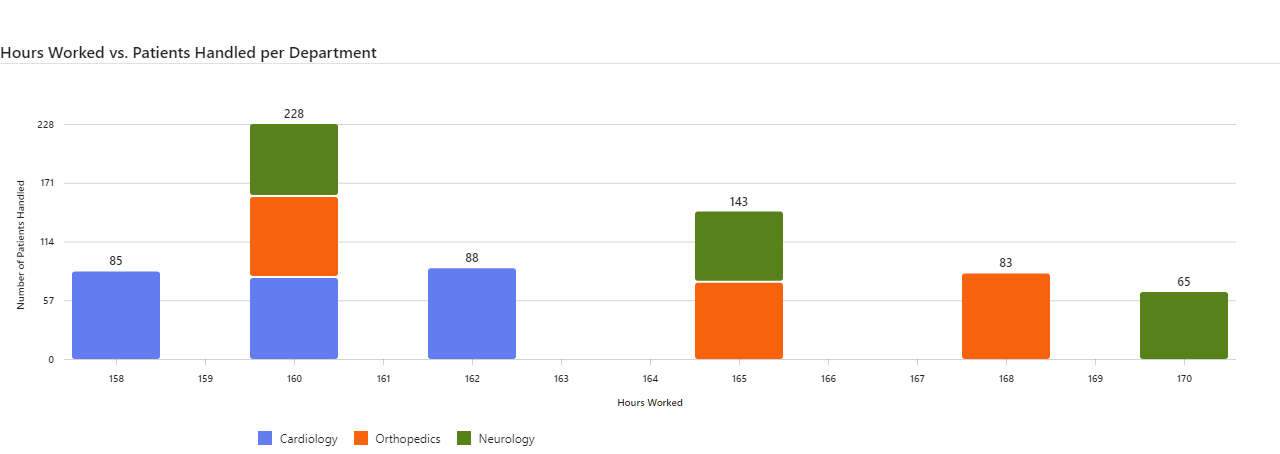 Hours Worked vs. Patients Handled per Department
228
228
171
143
114
85
88
83
65
57
0
Number of Patients Handled
158 159 160 161 162 163 164 165 166 167 168 169 170
Hours Worked
Cardiology Orthopedics Neurology